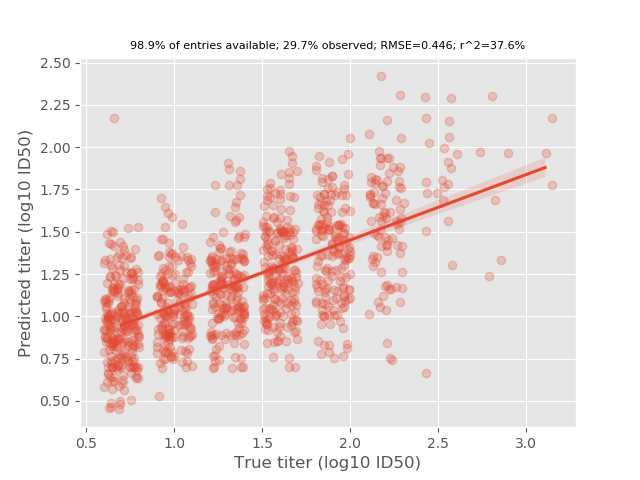 98.9% of entries available; 29.7% observed; RMSE=0.446; r^2=37.6%
2.50
2.25
2.00
1.75
1.50
1.25
1.00
0.75
0.50
Predicted titer (log10 ID50)
0.5 1.0 1.5 2.0 2.5 3.0
True titer (log10 ID50)